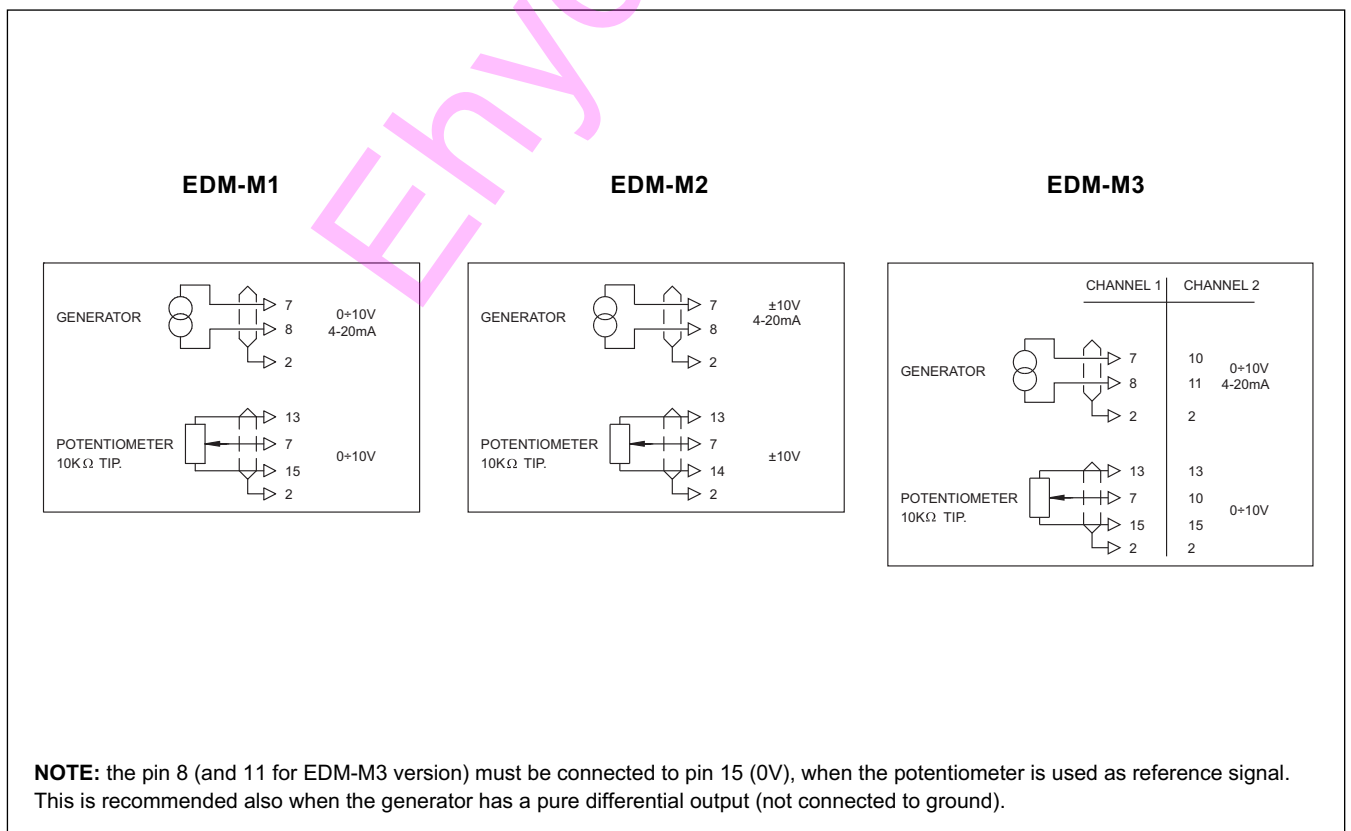 Ehyd
EDM-M1
GENERATOR
7
8
2
0÷10V
4-20mA
POTENTIOMETER
10KΩ TIP.
13
7
15
2
0÷10V
EDM-M2
GENERATOR
7
8
2
±10V
4-20mA
POTENTIOMETER
10KΩ TIP.
13
7
14
2
±10V
EDM-M3
CHANNEL 1 CHANNEL 2
GENERATOR
7 10
8 11
2 2
0÷10V
4-20mA
POTENTIOMETER
10KΩ TIP.
13 13
7 10
15 15
2 2
0÷10V
NOTE: the pin 8 (and 11 for EDM-M3 version) must be connected to pin 15 (0V), when the potentiometer is used as reference signal.
This is recommended also when the generator has a pure differential output (not connected to ground).